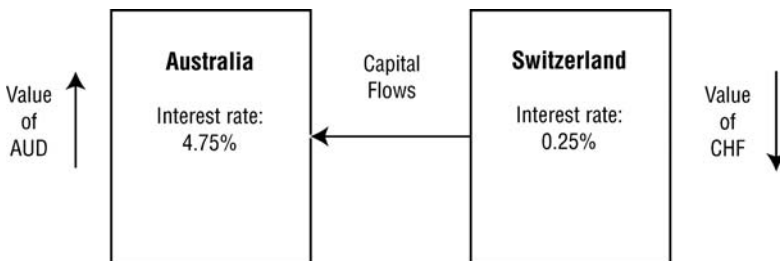 Value
of
AUD
Australia
Interest rate:
4.75%
Capital
Flows
Switzerland
Interest rate:
0.25%
Value
of
CHF